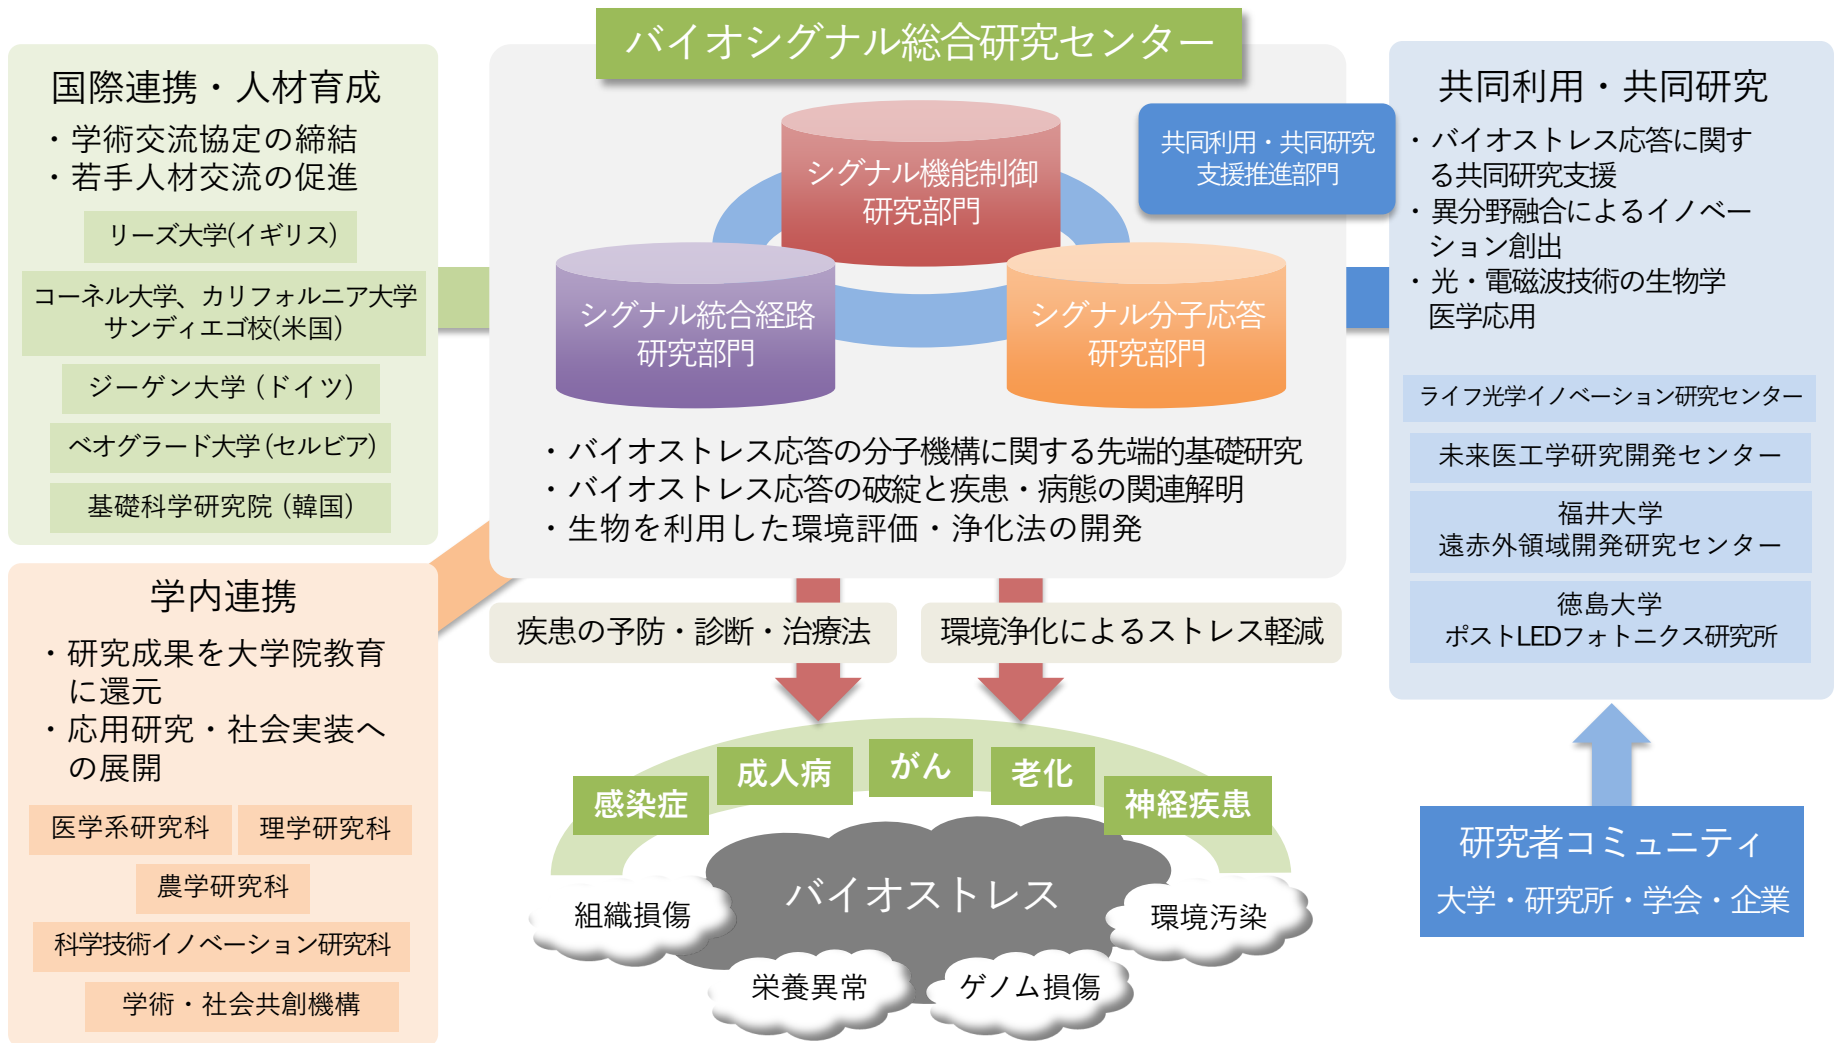 バイオシグナル総合研究センター
国際連携・人材育成
・学術交流協定の締結
・若手人材交流の促進
リーズ大学(イギリス)
コーネル大学、カリフォルニア大学
サンディエゴ校(米国)
ジーゲン大学 (ドイツ)
ベオグラード大学 (セルビア)
基礎科学研究院 (韓国)
学内連携
・研究成果を大学院教育
に還元
・応用研究・社会実装へ
の展開
医学系研究科
理学研究科
農学研究科
科学技術イノベーション研究科
学術・社会共創機構
シグナル機能制御
研究部門
シグナル統合経路
研究部門
シグナル分子応答
研究部門
共同利用・共同研究
支援推進部門
・バイオストレス応答の分子機構に関する先端的基礎研究
・バイオストレス応答の破綻と疾患・病態の関連解明
・生物を利用した環境評価・浄化法の開発
疾患の予防・診断・治療法
環境浄化によるストレス軽減
感染症
成人病
がん
老化
神経疾患
バイオストレス
組織損傷
栄養異常
ゲノム損傷
環境汚染
共同利用・共同研究
・バイオストレス応答に関す
る共同研究支援
・異分野融合によるイノベー
ション創出
・光・電磁波技術の生物学
医学応用
ライフ光学イノベーション研究センター
未来医工学研究開発センター
福井大学
遠赤外領域開発研究センター
徳島大学
ポストLEDフォトニクス研究所
研究者コミュニティ
大学・研究所・学会・企業